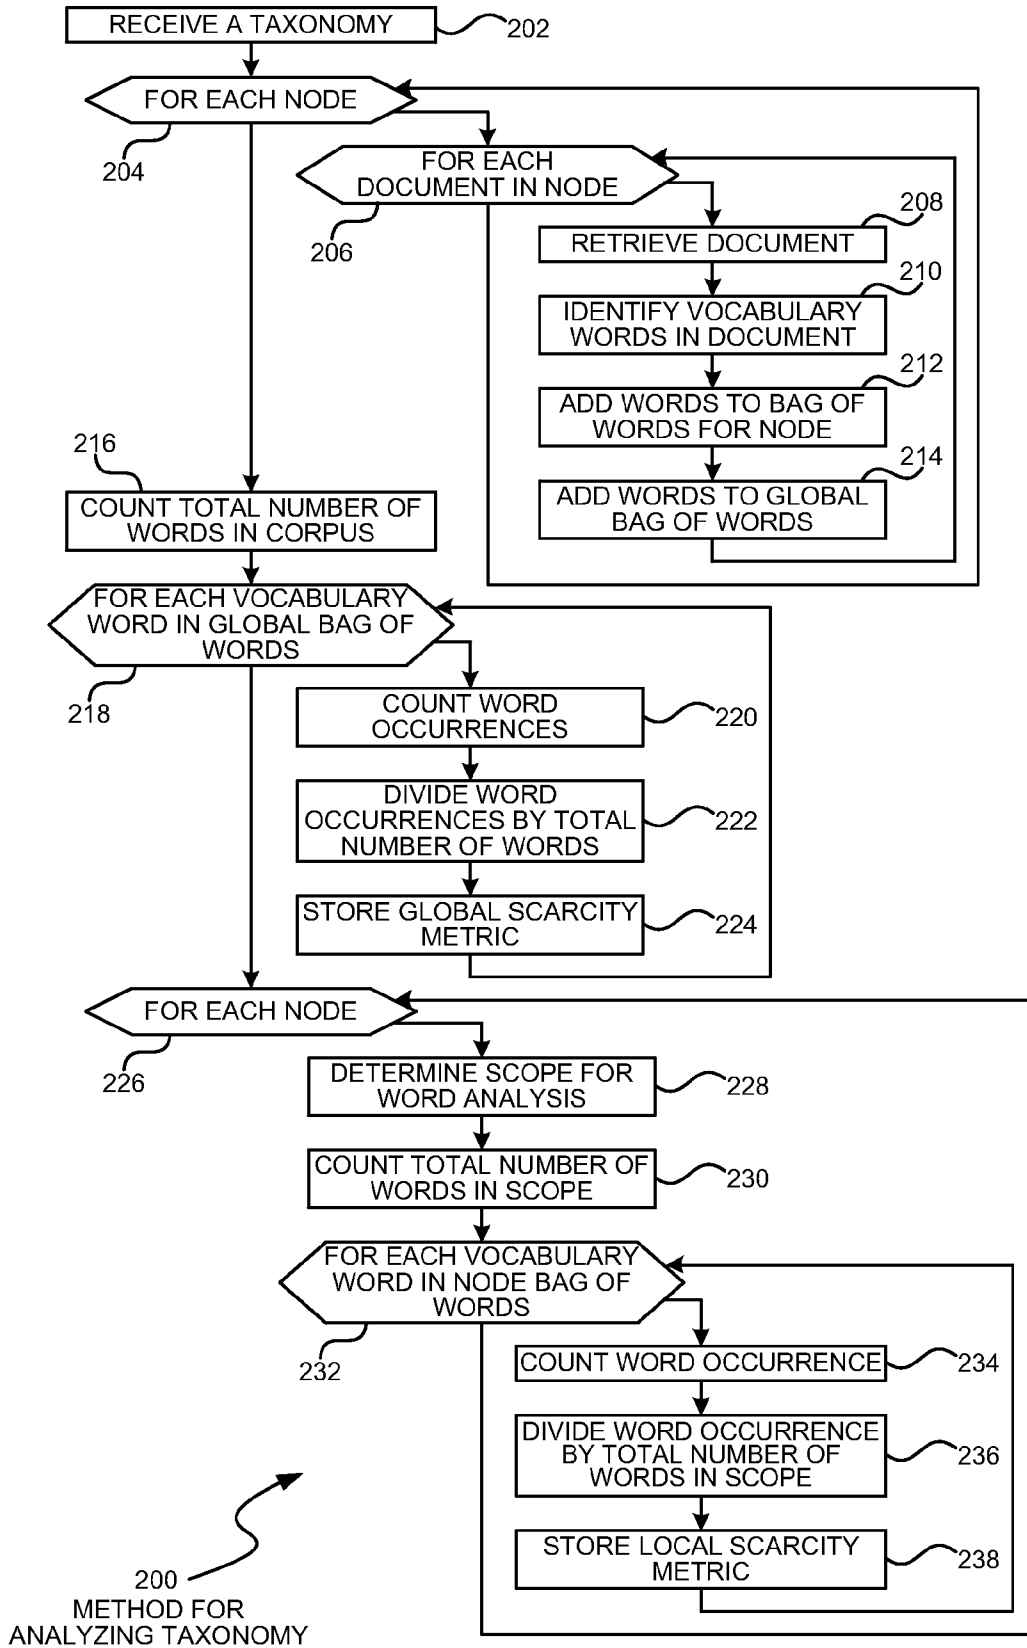 RECEIVE A TAXONOMY
202
FOR EACH NODE
204
FOR EACH
DOCUMENT IN NODE
206
208
RETRIEVE DOCUMENT
210
IDENTIFY VOCABULARY
WORDS IN DOCUMENT
212
ADD WORDS TO BAG OF
WORDS FOR NODE
214
ADD WORDS TO GLOBAL
BAG OF WORDS
216
COUNT TOTAL NUMBER OF
WORDS IN CORPUS
FOR EACH VOCABULARY
WORD IN GLOBAL BAG OF
WORDS
218
COUNT WORD
OCCURRENCES
220
DIVIDE WORD
OCCURRENCES BY TOTAL
NUMBER OF WORDS
222
STORE GLOBAL SCARCITY
METRIC
224
FOR EACH NODE
226
DETERMINE SCOPE FOR
WORD ANALYSIS
228
COUNT TOTAL NUMBER OF
WORDS IN SCOPE
230
FOR EACH VOCABULARY
WORD IN NODE BAG OF
WORDS
232
COUNT WORD OCCURRENCE
234
DIVIDE WORD OCCURRENCE
BY TOTAL NUMBER OF
WORDS IN SCOPE
236
STORE LOCAL SCARCITY
METRIC
238
200
METHOD FOR
ANALYZING TAXONOMY